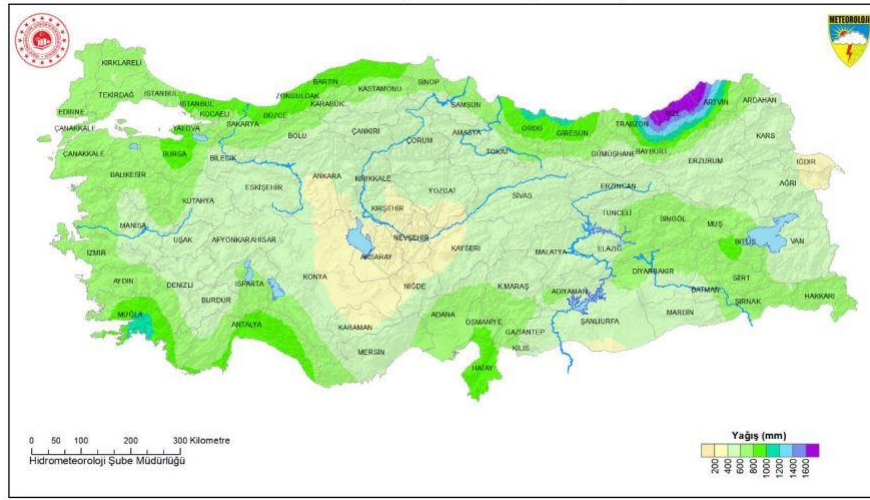 METEOROLOJİ
KIRKLARELİ
TEKİRDAĞ
İSTANBUL
EDİRNE
ÇANAKKALE
İSTANBUL
KOCAELİ
YALOVA
SAKARYA
DÜZCE
ZONGULDAK
BARTIN
KARABÜK
KASTAMONU
SİNOP
SAMSUN
ORDU
GİRESUN
TRABZON
RİZE
ARTVİN
ARDAHAN
KARS
ÇANAKKALE
BURSA
BİLECİK
BOLU
ÇANKIRI
ÇORUM
AMASYA
TOKAT
GÜMÜŞHANE
BAYBURT
ERZURUM
IĞDIR
AĞRI
BALIKESİR
KÜTAHYA
ESKİŞEHİR
ANKARA
KIRIKKALE
YOZGAT
SİVAS
ERZİNCAN
TUNCELİ
BİNGÖL
MUŞ
MANİSA
UŞAK
AFYONKARAHİSAR
KIRŞEHİR
NEVŞEHİR
KAYSERİ
MALATYA
ELAZIĞ
BİTLİS
VAN
İZMİR
AKSARAY
DİYARBAKIR
SİİRT
AYDIN
DENİZLİ
ISPARTA
BURDUR
KONYA
NİĞDE
K.MARAŞ
ADIYAMAN
BATMAN
ŞIRNAK
HAKKARİ
MUĞLA
ANTALYA
KARAMAN
MERSİN
ADANA
OSMANİYE
GAZİANTEP
KİLİS
ŞANLIURFA
MARDİN
HATAY
0 50 100 200 300 Kilometre
Hidrometeoroloji Şube Müdürlüğü
Yağış (mm)
200 400 600 800 1000 1200 1400 1600